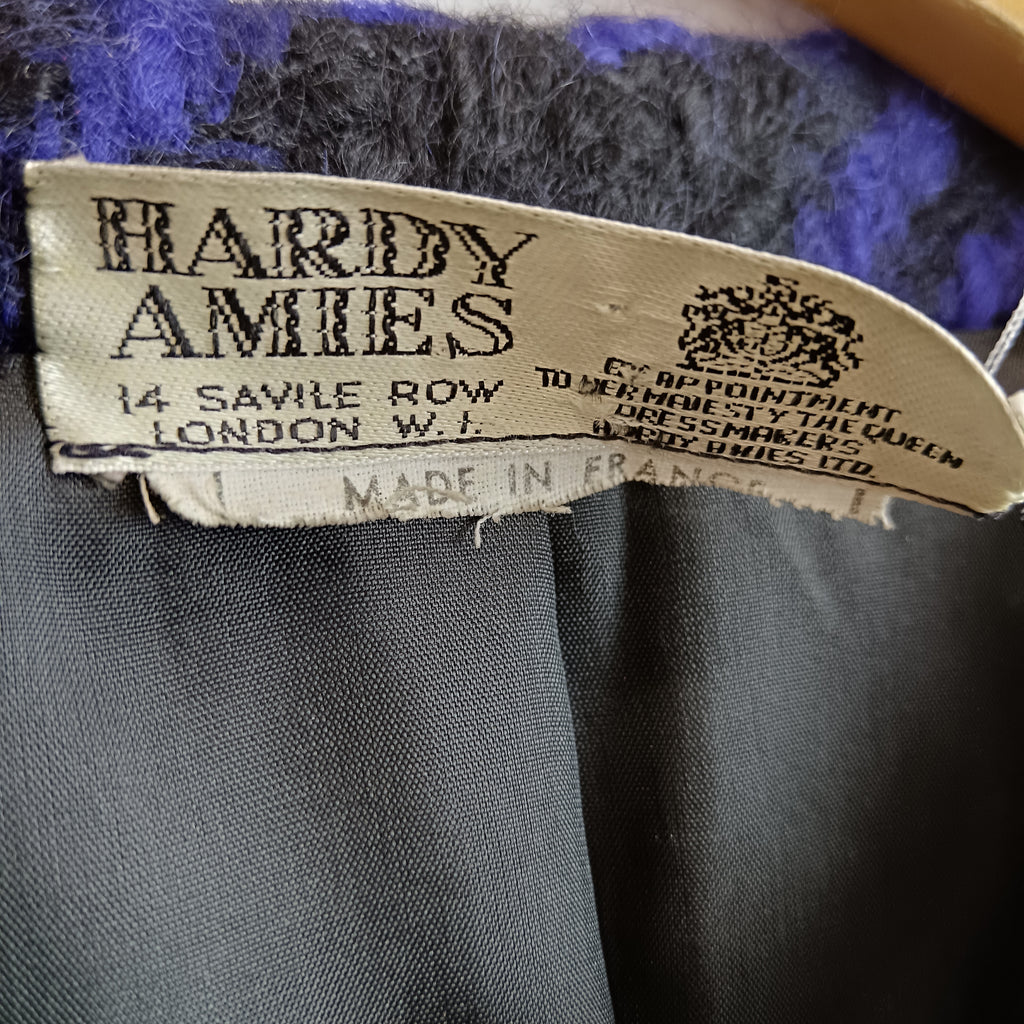 HARDY
AMIES
14 SAVILE ROW
LONDON W.1.
BY APPOINTMENT
TO HER MAJESTY THE QUEEN
DRESSMAKERS
HARDY AMIES LTD.
MADE IN FRANCE